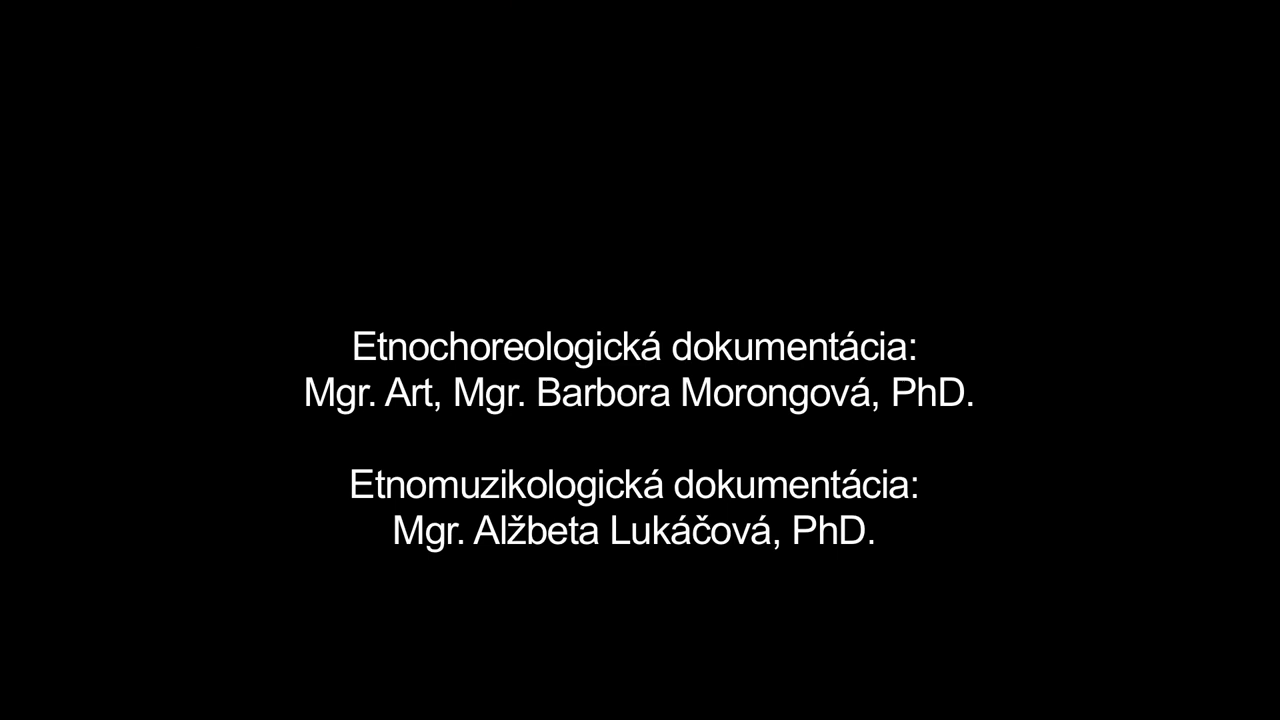 Etnochoreologická dokumentácia:
Mgr. Art, Mgr. Barbora Morongová, PhD.
Etnomuzikologická dokumentácia:
Mgr. Alžbeta Lukáčová, PhD.